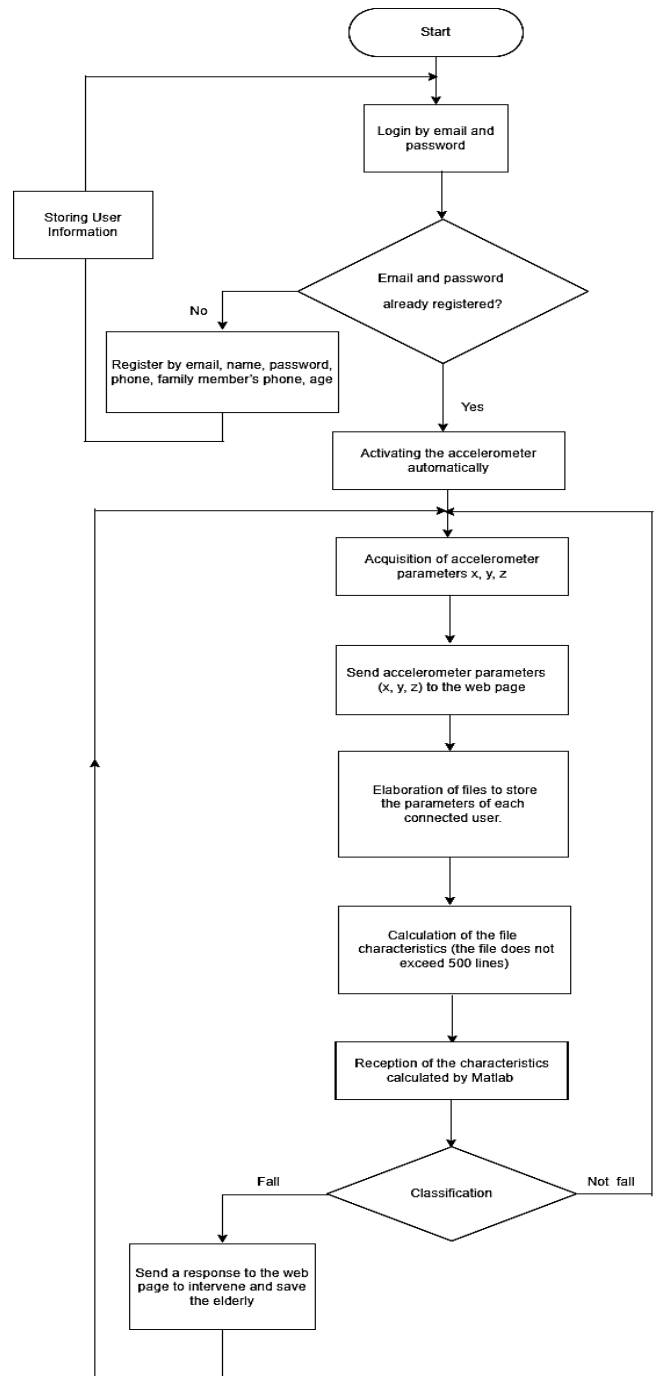 Start
Login by email and
password
Storing User
Information
Email and password
already registered?
No
Register by email, name, password,
phone, family member's phone, age
Yes
Activating the accelerometer
automatically
Acquisition of accelerometer
parameters x, y, z
Send accelerometer parameters
(x, y, z) to the web page
Elaboration of files to store
the parameters of each
connected user.
Calculation of the file
characteristics (the file does not
exceed 500 lines)
Reception of the characteristics
calculated by Matlab
Fall
Classification
Not fall
Send a response to the web
page to intervene and save
the elderly